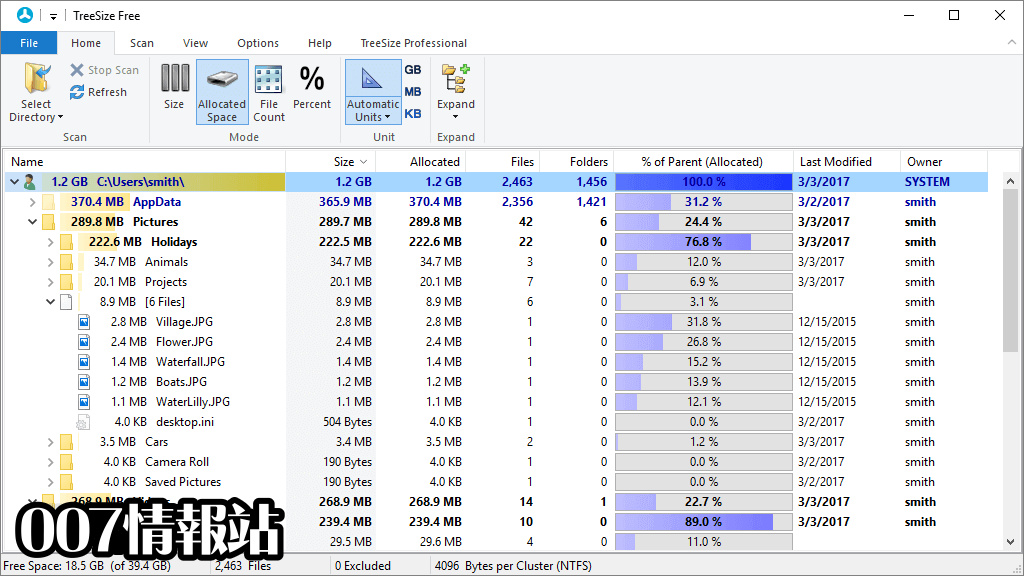 TreeSize Free
File Home Scan View Options Help TreeSize Professional
Select Directory
Stop Scan
Refresh
Size
Allocated Space
File Count
% Percent
Automatic Units
GB
MB
KB
Expand
Scan Mode Unit Expand
Name Size Allocated Files Folders % of Parent (Allocated) Last Modified Owner
1.2 GB C:\Users\smith\ 1.2 GB 1.2 GB 2,463 1,456 100.0 % 3/3/2017 SYSTEM
370.4 MB AppData 365.9 MB 370.4 MB 2,356 1,421 31.2 % 3/2/2017 smith
289.8 MB Pictures 289.7 MB 289.8 MB 42 6 24.4 % 3/3/2017 smith
222.6 MB Holidays 222.5 MB 222.6 MB 22 0 76.8 % 3/3/2017 smith
34.7 MB Animals 34.7 MB 34.7 MB 3 0 12.0 % 3/3/2017 smith
20.1 MB Projects 20.1 MB 20.1 MB 7 0 6.9 % 3/3/2017 smith
8.9 MB [6 Files] 8.9 MB 8.9 MB 6 0 3.1 % smith
2.8 MB Village.JPG 2.8 MB 2.8 MB 1 0 31.8 % 12/15/2015 smith
2.4 MB Flower.JPG 2.4 MB 2.4 MB 1 0 26.8 % 12/15/2015 smith
1.4 MB Waterfall.JPG 1.4 MB 1.4 MB 1 0 15.2 % 12/15/2015 smith
1.2 MB Boats.JPG 1.2 MB 1.2 MB 1 0 13.9 % 12/15/2015 smith
1.1 MB WaterLilly.JPG 1.1 MB 1.1 MB 1 0 12.1 % 12/15/2015 smith
4.0 KB desktop.ini 504 Bytes 4.0 KB 1 0 0.0 % 3/2/2017 smith
3.5 MB Cars 3.4 MB 3.5 MB 2 0 1.2 % 3/3/2017 smith
4.0 KB Camera Roll 190 Bytes 4.0 KB 1 0 0.0 % 3/2/2017 smith
4.0 KB Saved Pictures 190 Bytes 4.0 KB 1 0 0.0 % 3/2/2017 smith
268.9 MB 268.9 MB 268.9 MB 14 1 22.7 % 3/3/2017 smith
239.4 MB 239.4 MB 10 0 89.0 % 3/3/2017 smith
29.5 MB 29.6 MB 4 0 11.0 % smith
007情報站
Free Space: 18.5 GB (of 39.4 GB) 2,463 Files 0 Excluded 4096 Bytes per Cluster (NTFS)